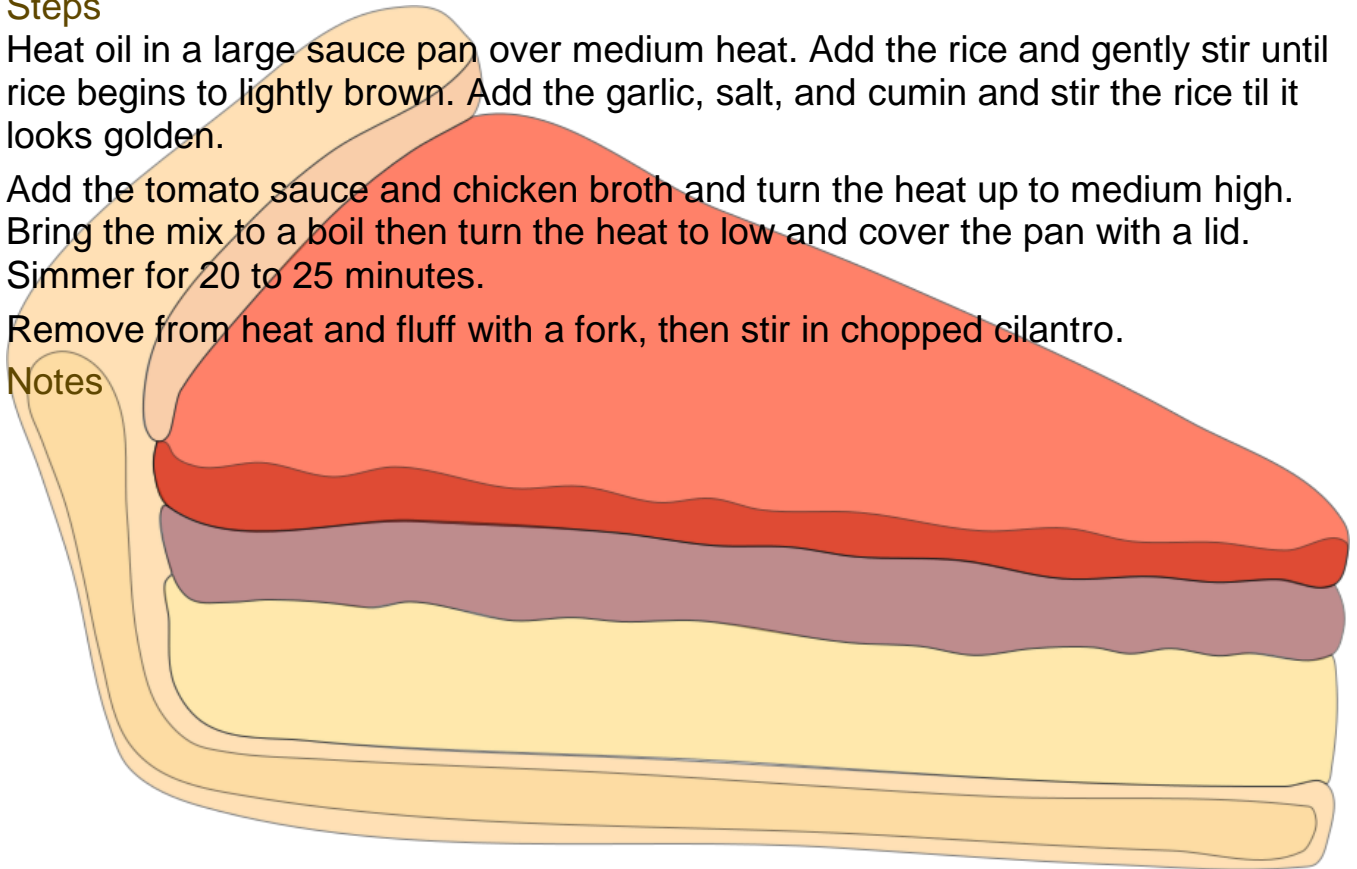 Steps
Heat oil in a large sauce pan over medium heat. Add the rice and gently stir until
rice begins to lightly brown. Add the garlic, salt, and cumin and stir the rice til it
looks golden.
Add the tomato sauce and chicken broth and turn the heat up to medium high.
Bring the mix to a boil then turn the heat to low and cover the pan with a lid.
Simmer for 20 to 25 minutes.
Remove from heat and fluff with a fork, then stir in chopped cilantro.
Notes